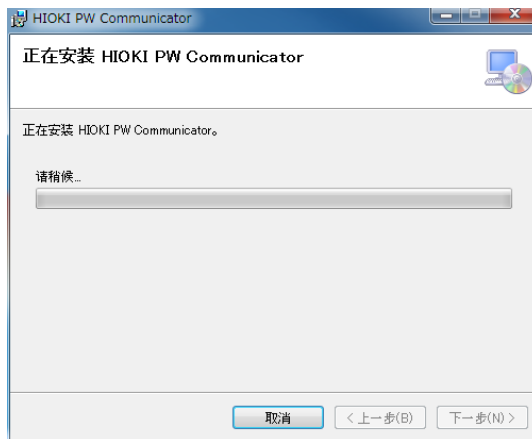 HIOKI PW Communicator
正在安装 HIOKI PW Communicator
正在安装 HIOKI PW Communicator。
请稍候...
取消
< 上一步(B)
下一步(N) >